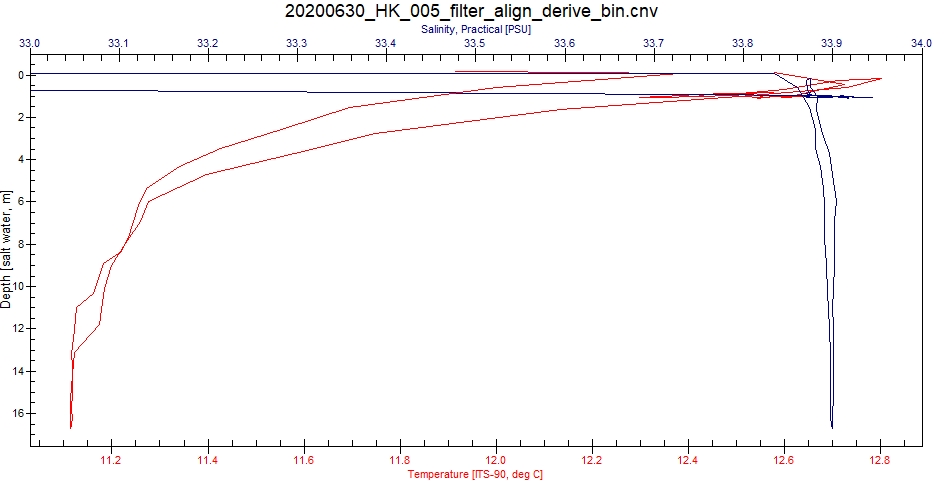 20200630_HK_005_filter_align_derive_bin.cnv
Salinity, Practical [PSU]
33.0 33.1 33.2 33.3 33.4 33.5 33.6 33.7 33.8 33.9 34.0
Depth [salt water, m]
0
2
4
6
8
10
12
14
16
11.2 11.4 11.6 11.8 12.0 12.2 12.4 12.6 12.8
Temperature [ITS-90, deg C]